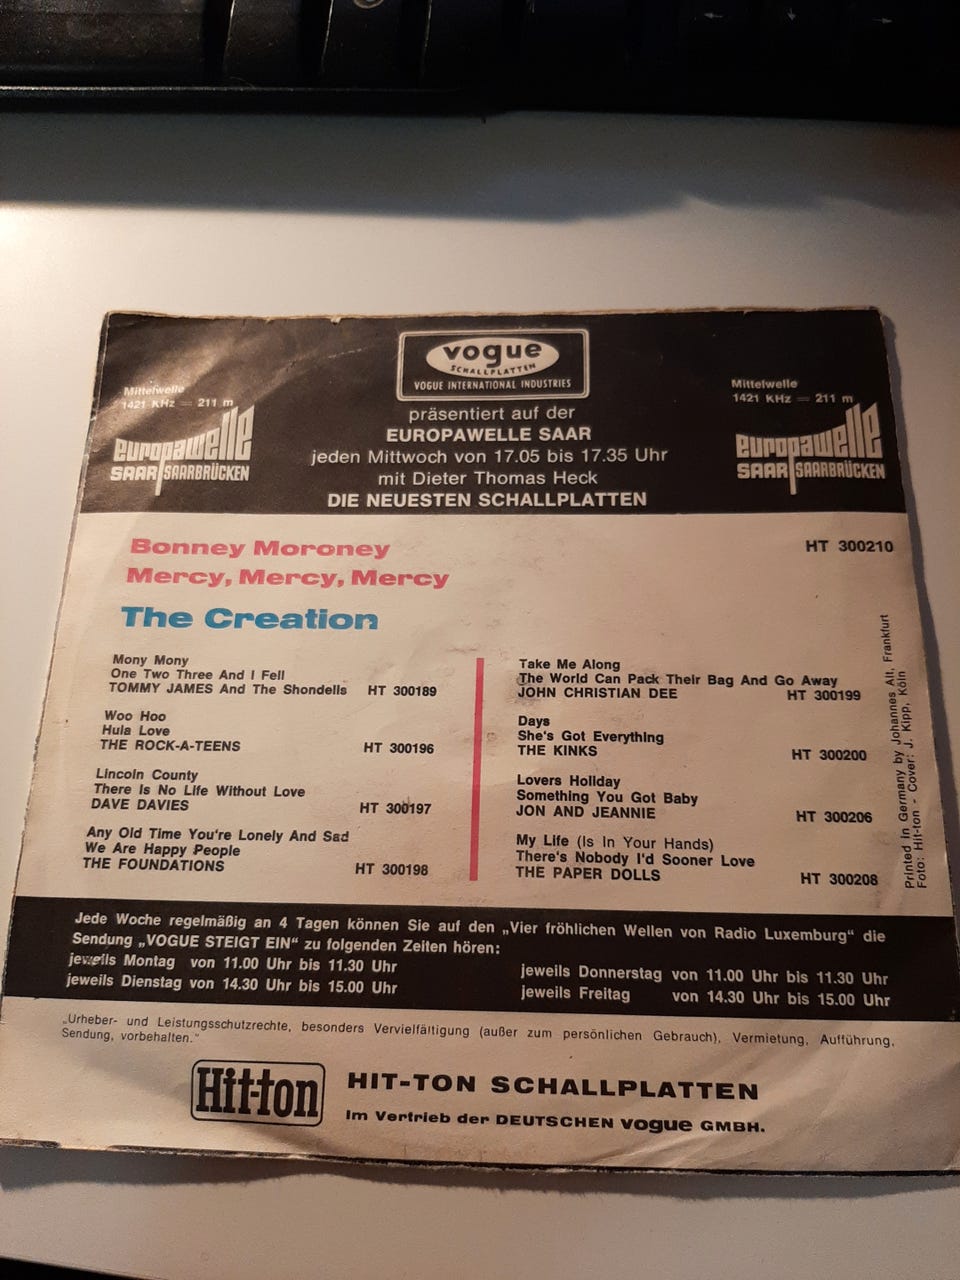 vogue
SCHALLPLATTEN
VOGUE INTERNATIONAL INDUSTRIES
Mittelwelle
1421 KHz = 211 m
europawelle
SAAR SAARBRÜCKEN
präsentiert auf der
EUROPAWELLE SAAR
jeden Mittwoch von 17.05 bis 17.35 Uhr
mit Dieter Thomas Heck
DIE NEUESTEN SCHALLPLATTEN
Mittelwelle
1421 KHz = 211 m
europawelle
SAAR SAARBRÜCKEN
Bonney Moroney
HT 300210
Mercy, Mercy, Mercy
The Creation
Mony Mony
One Two Three And I Fell
TOMMY JAMES And The Shondells HT 300189
Woo Hoo
Hula Love
THE ROCK-A-TEENS HT 300196
Lincoln County
There Is No Life Without Love
DAVE DAVIES HT 300197
Any Old Time You're Lonely And Sad
We Are Happy People
THE FOUNDATIONS HT 300198
Take Me Along
The World Can Pack Their Bag And Go Away
JOHN CHRISTIAN DEE HT 300199
Days
She's Got Everything
THE KINKS HT 300200
Lovers Holiday
Something You Got Baby
JON AND JEANNIE HT 300206
My Life (Is In Your Hands)
There's Nobody I'd Sooner Love
THE PAPER DOLLS HT 300208
Printed in Germany by Johannes Alt, Frankfurt
Foto: Hit-ton - Cover: J. Kipp, Köln
Jede Woche regelmäßig an 4 Tagen können Sie auf den „Vier fröhlichen Wellen von Radio Luxemburg“ die
Sendung „VOGUE STEIGT EIN“ zu folgenden Zeiten hören:
jeweils Montag von 11.00 Uhr bis 11.30 Uhr
jeweils Dienstag von 14.30 Uhr bis 15.00 Uhr
jeweils Donnerstag von 11.00 Uhr bis 11.30 Uhr
jeweils Freitag von 14.30 Uhr bis 15.00 Uhr
„Urheber- und Leistungsschutzrechte, besonders Vervielfältigung (außer zum persönlichen Gebrauch), Vermietung, Aufführung,
Sendung, vorbehalten.“
Hit-ton
HIT-TON SCHALLPLATTEN
Im Vertrieb der DEUTSCHEN vogue GMBH.